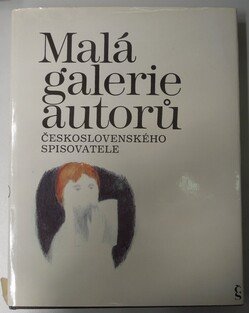 Malá
galerie
autorů
ČESKOSLOVENSKÉHO
SPISOVATELE